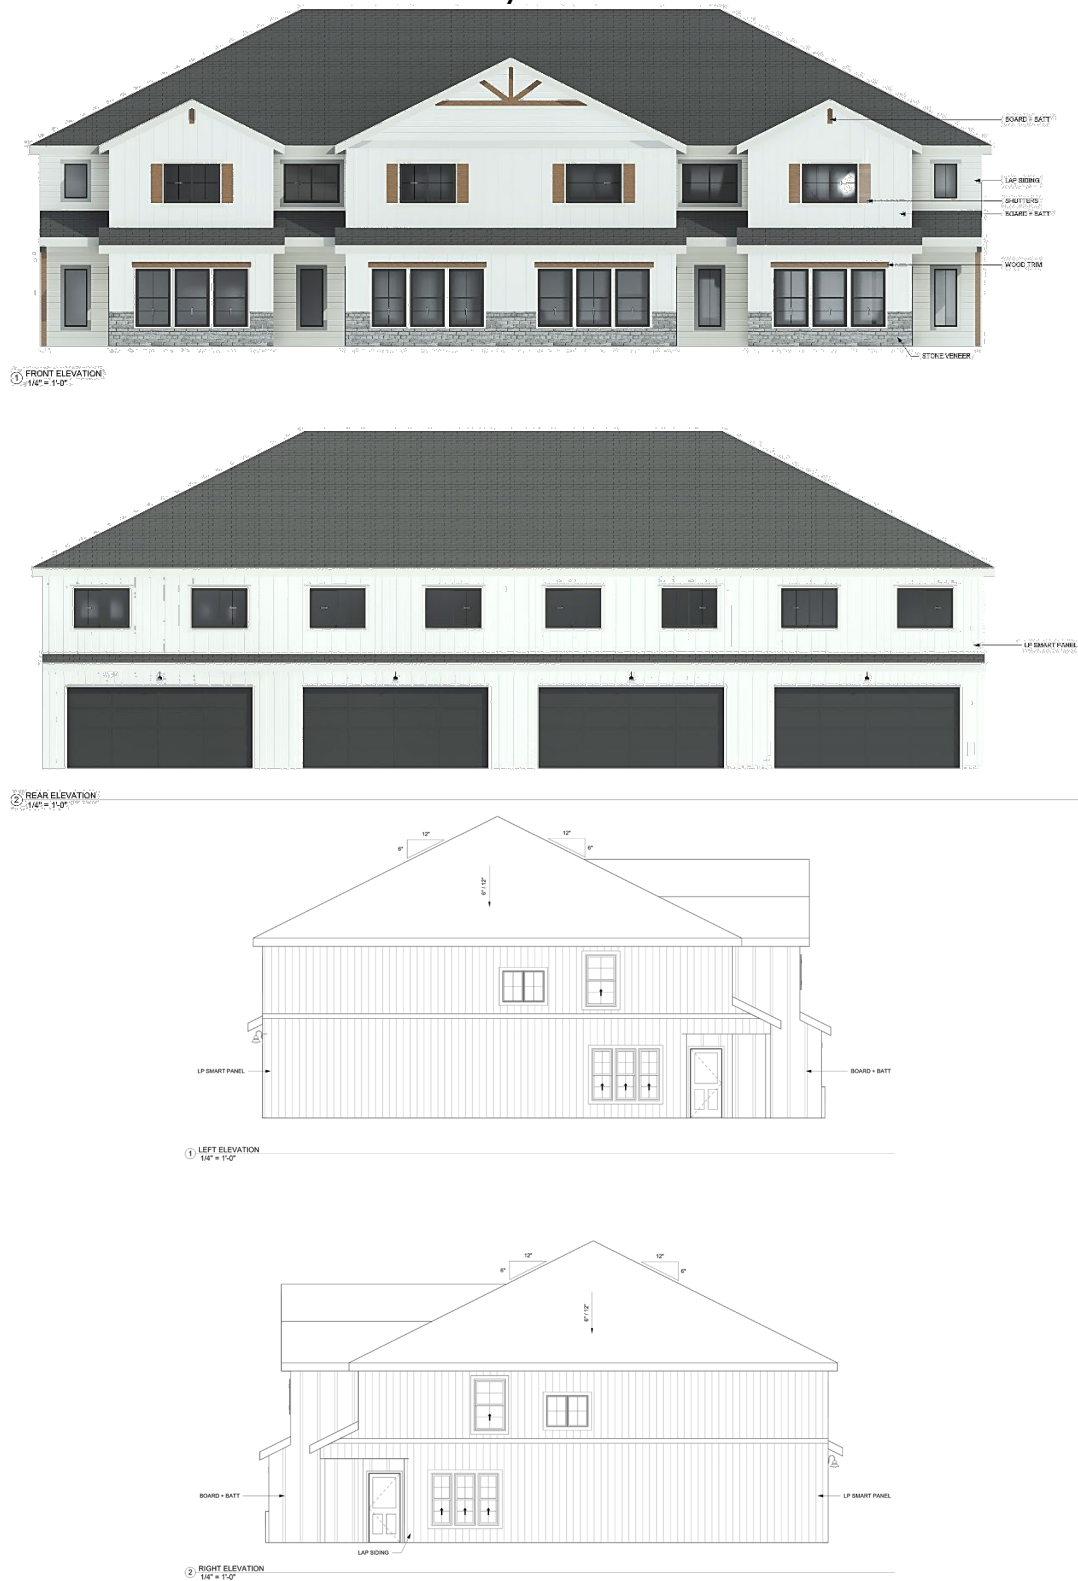 BOARD + BATT
LAP SIDING
SHUTTERS
BOARD + BATT
WOOD TRIM
STONE VENEER
1 FRONT ELEVATION
1/4" = 1'-0"
LP SMART PANEL
2 REAR ELEVATION
1/4" = 1'-0"
12" 12"
6" 6"
6" / 12"
LP SMART PANEL BOARD + BATT
1 LEFT ELEVATION
1/4" = 1'-0"
12" 12"
6" 6"
6" / 12"
BOARD + BATT LP SMART PANEL
LAP SIDING
2 RIGHT ELEVATION
1/4" = 1'-0"